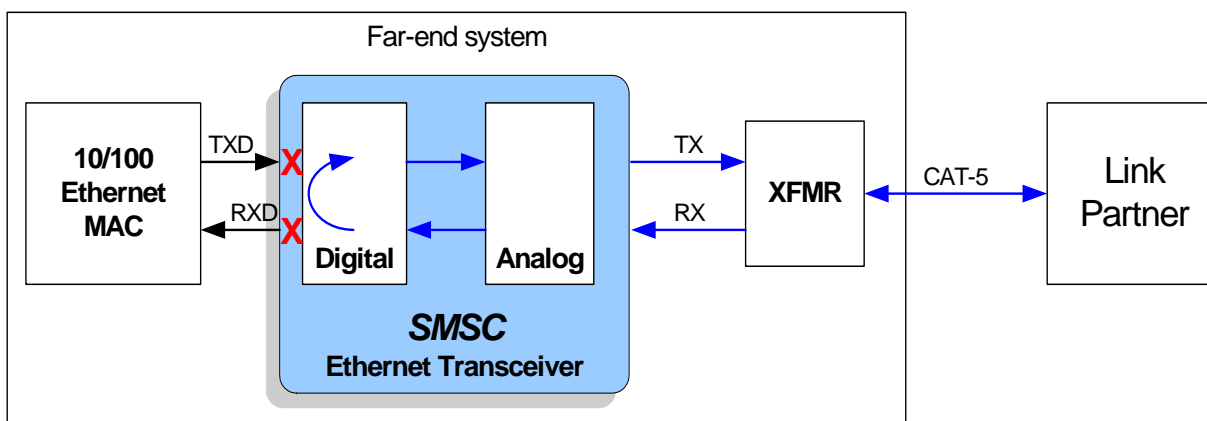 Far-end system
10/100
Ethernet
MAC
TXD
RXD
X
X
Digital
Analog
SMSC
Ethernet Transceiver
TX
RX
XFMR
CAT-5
Link
Partner